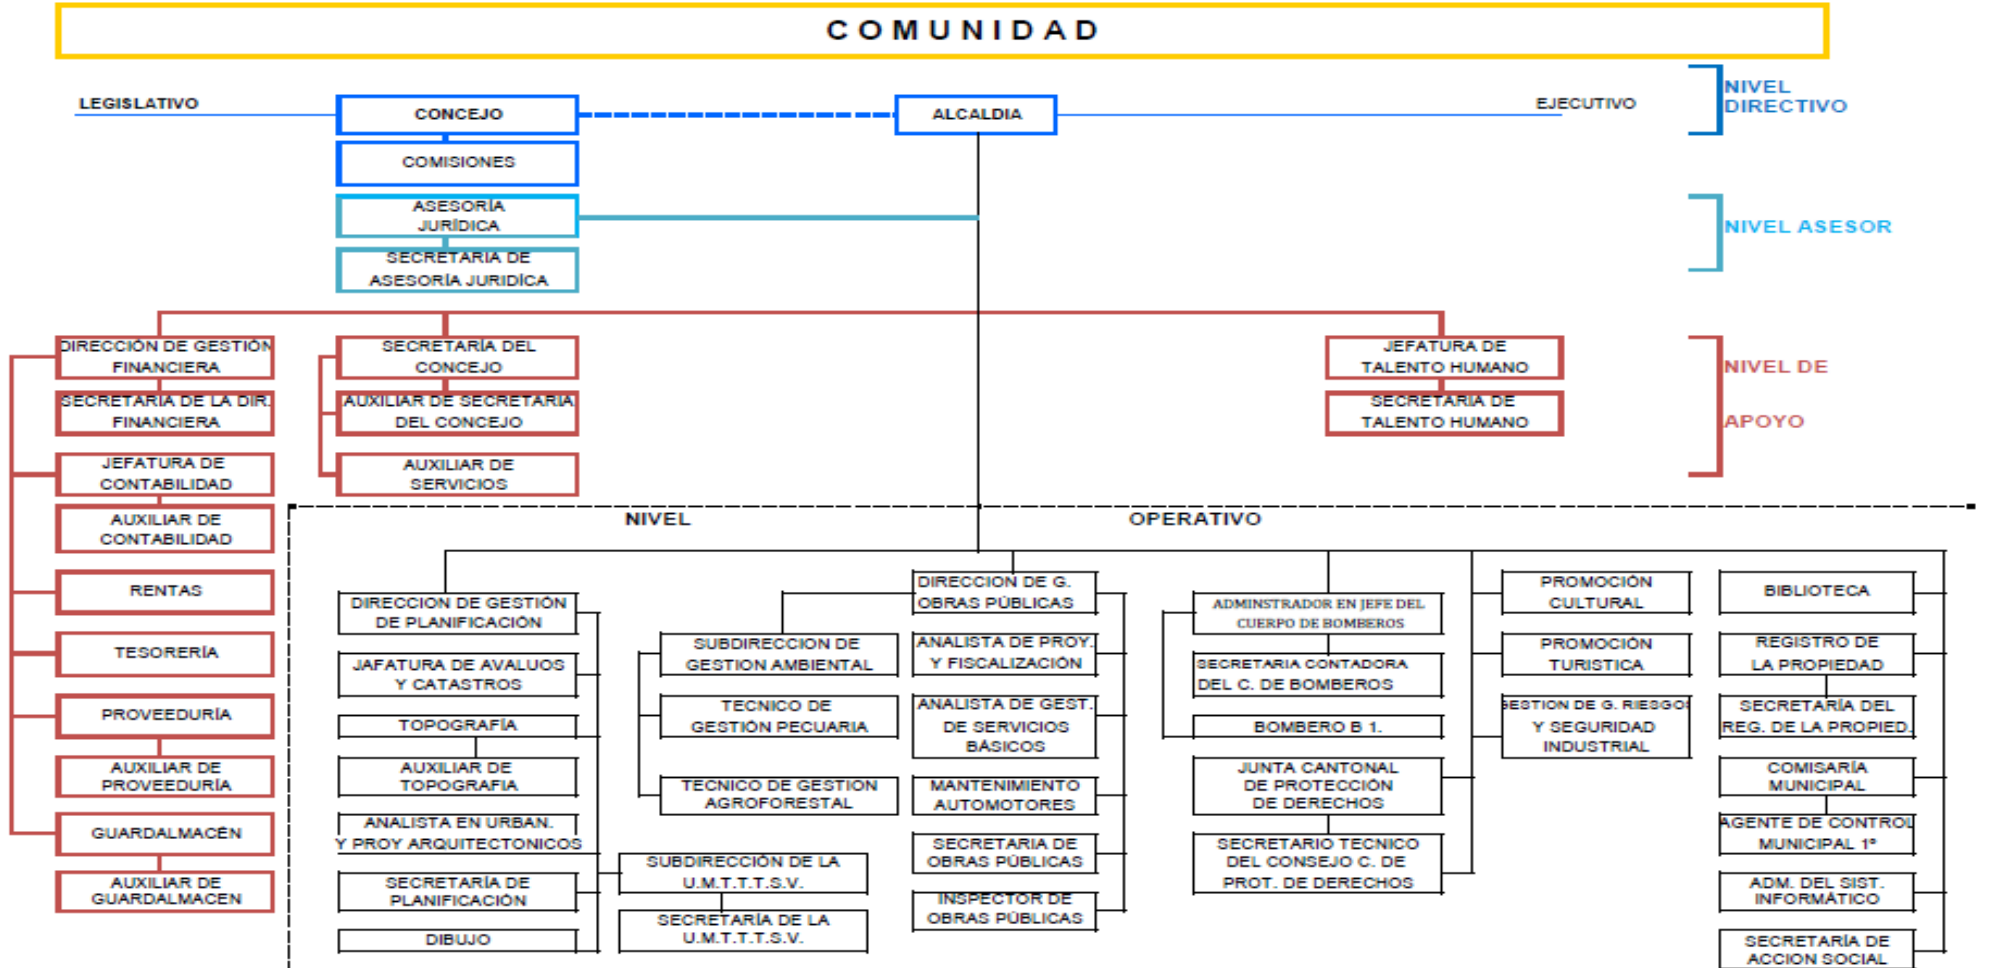 COMUNIDAD
LEGISLATIVO
CONCEJO
ALCALDIA
EJECUTIVO
NIVEL
DIRECTIVO
COMISIONES
ASESORÍA
JURÍDICA
NIVEL ASESOR
SECRETARIA DE
ASESORÍA JURIDÍCA
DIRECCIÓN DE GESTIÓN
FINANCIERA
SECRETARÍA DEL
CONCEJO
JEFATURA DE
TALENTO HUMANO
NIVEL DE
APOYO
SECRETARIA DE LA DIR.
FINANCIERA
AUXILIAR DE SECRETARIA
DEL CONCEJO
SECRETARIA DE
TALENTO HUMANO
JEFATURA DE
CONTABILIDAD
AUXILIAR DE
SERVICIOS
AUXILIAR DE
CONTABILIDAD
RENTAS
TESORERÍA
PROVEEDURÍA
AUXILIAR DE
PROVEEDURÍA
GUARDALMACÉN
AUXILIAR DE
GUARDALMACEN
NIVEL OPERATIVO
DIRECCION DE GESTIÓN
DE PLANIFICACIÓN
JAFATURA DE AVALUOS
Y CATASTROS
TOPOGRAFÍA
AUXILIAR DE
TOPOGRAFIA
ANALISTA EN URBAN.
Y PROY ARQUITECTONICOS
SECRETARÍA DE
PLANIFICACIÓN
DIBUJO
SUBDIRECCION DE
GESTION AMBIENTAL
TECNICO DE
GESTIÓN PECUARIA
TECNICO DE GESTION
AGROFORESTAL
SUBDIRECCIÓN DE LA
U.M.T.T.T.S.V.
SECRETARÍA DE LA
U.M.T.T.T.S.V.
DIRECCION DE G.
OBRAS PÚBLICAS
ANALISTA DE PROY.
Y FISCALIZACIÓN
ANALISTA DE GEST.
DE SERVICIOS
BÁSICOS
MANTENIMIENTO
AUTOMOTORES
SECRETARIA DE
OBRAS PÚBLICAS
INSPECTOR DE
OBRAS PÚBLICAS
ADMINSTRADOR EN JEFE DEL
CUERPO DE BOMBEROS
SECRETARIA CONTADORA
DEL C. DE BOMBEROS
BOMBERO B 1.
JUNTA CANTONAL
DE PROTECCIÓN
DE DERECHOS
SECRETARIO TECNICO
DEL CONSEJO C. DE
PROT. DE DERECHOS
PROMOCIÓN
CULTURAL
PROMOCIÓN
TURISTICA
GESTION DE G. RIESGOS
Y SEGURIDAD
INDUSTRIAL
BIBLIOTECA
REGISTRO DE
LA PROPIEDAD
SECRETARÍA DEL
REG. DE LA PROPIED.
COMISARÍA
MUNICIPAL
AGENTE DE CONTROL
MUNICIPAL 1º
ADM. DEL SIST.
INFORMÁTICO
SECRETARÍA DE
ACCION SOCIAL